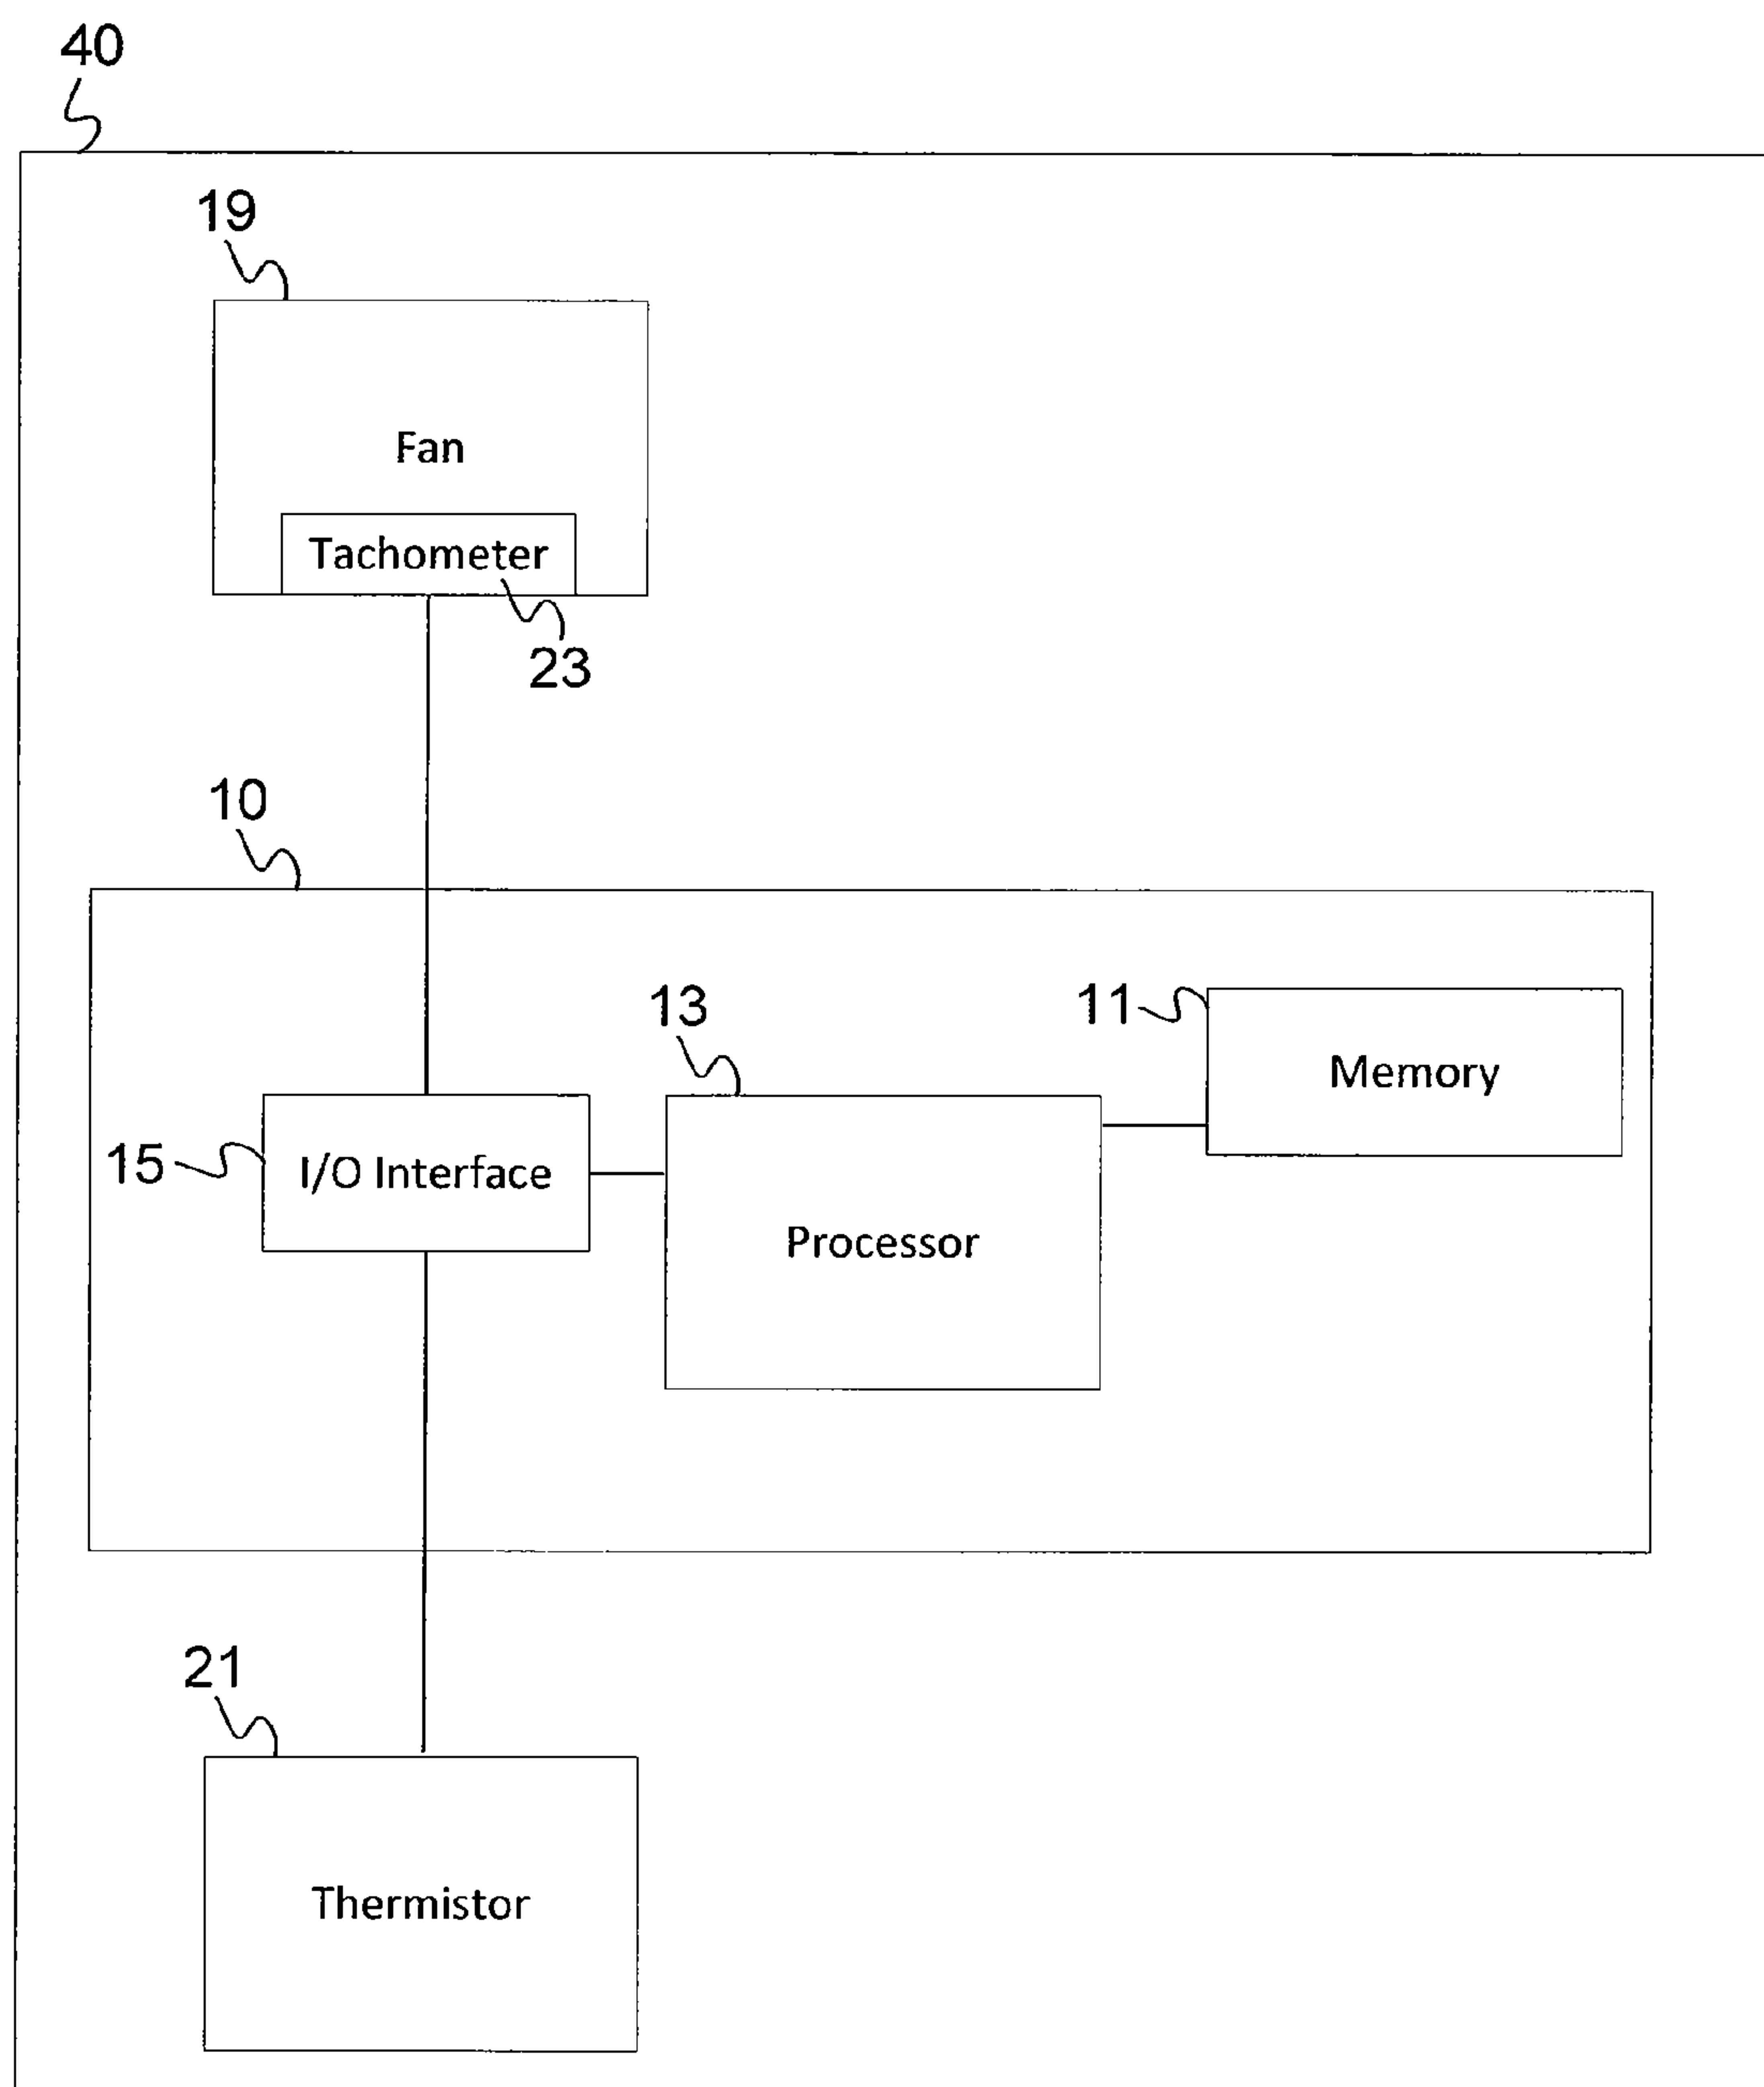 40
19
Fan
Tachometer
23
10
13
11
Memory
15
I/O Interface
Processor
21
Thermistor